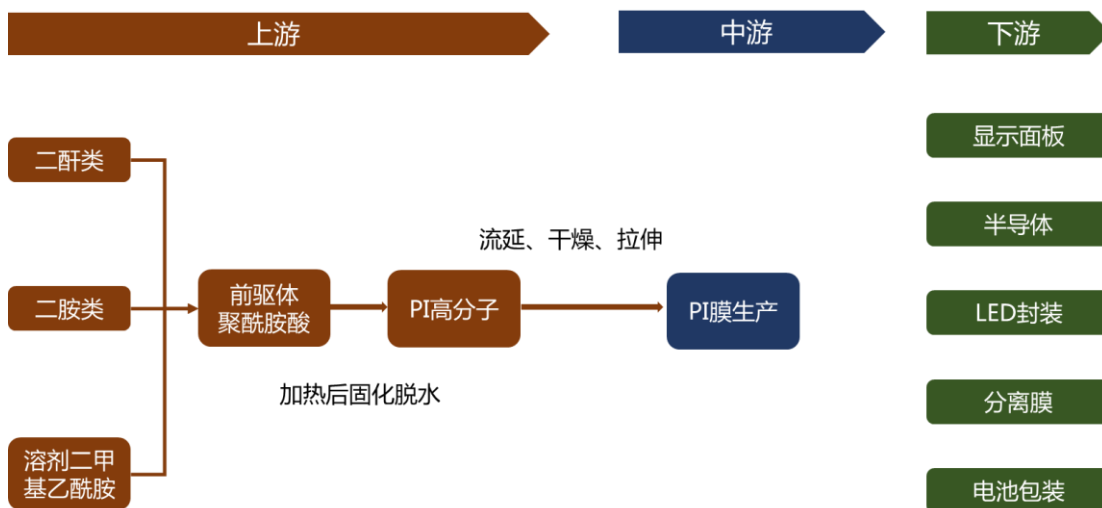 上游
中游
下游
二酐类
二胺类
溶剂二甲
基乙酰胺
前驱体
聚酰胺酸
加热后固化脱水
PI高分子
流延、干燥、拉伸
PI膜生产
显示面板
半导体
LED封装
分离膜
电池包装